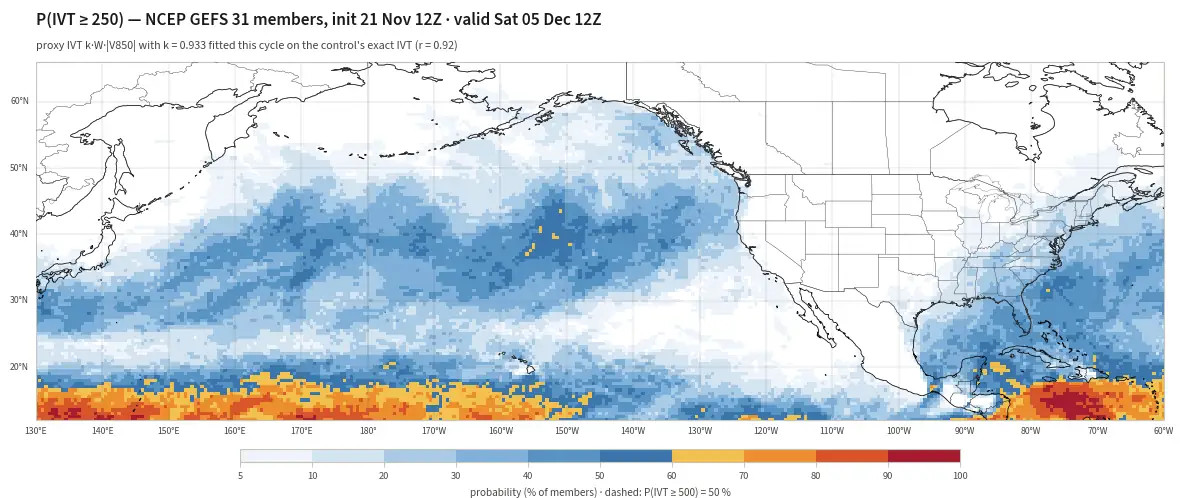 P(IVT ≥ 250) — NCEP GEFS 31 members, init 21 Nov 12Z · valid Sat 05 Dec 12Z
proxy IVT k·W·|V850| with k = 0.933 fitted this cycle on the control's exact IVT (r = 0.92)
60°N
50°N
40°N
30°N
20°N
130°E 140°E 150°E 160°E 170°E 180° 170°W 160°W 150°W 140°W 130°W 120°W 110°W 100°W 90°W 80°W 70°W 60°W
5 10 20 30 40 50 60 70 80 90 100
probability (% of members) · dashed: P(IVT ≥ 500) = 50 %